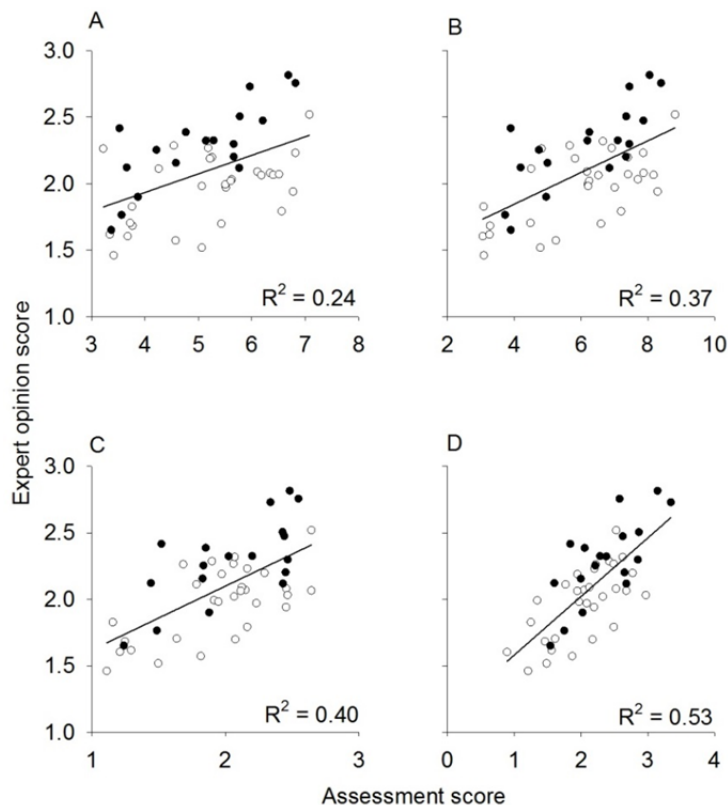 A
B
3.0
2.5
2.0
1.5
1.0
R² = 0.24
R² = 0.37
3 4 5 6 7 8
2 4 6 8 10
Expert opinion score
C
D
3.0
2.5
2.0
1.5
1.0
R² = 0.40
R² = 0.53
1 2 3
0 1 2 3 4
Assessment score